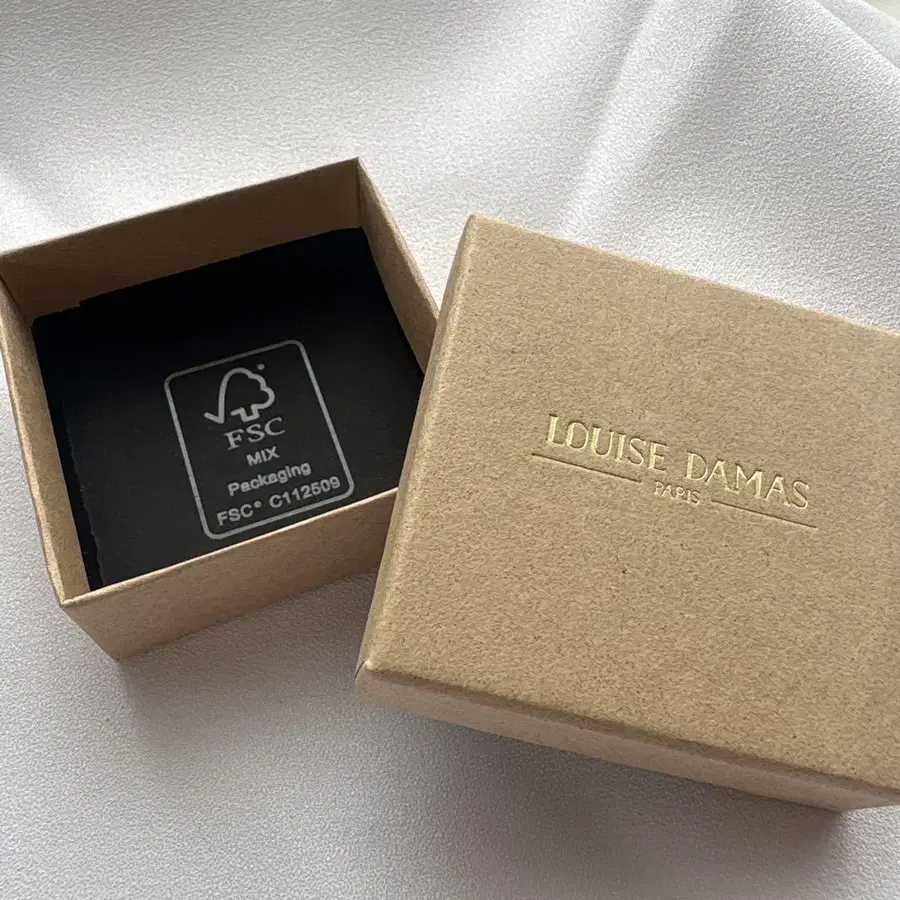 FSC
MIX
Packaging
FSC® C112509
LOUISE DAMAS
PARIS